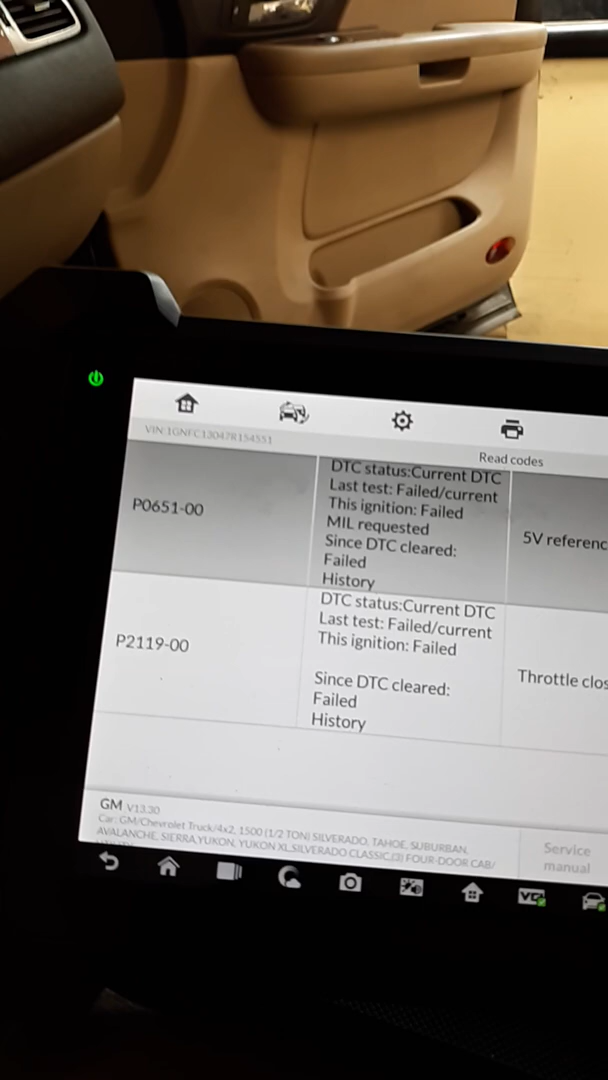 VIN:1GNFC13047R154551
Read codes
P0651-00
DTC status:Current DTC
Last test: Failed/current
This ignition: Failed
MIL requested
Since DTC cleared:
Failed
History
5V referenc
P2119-00
DTC status:Current DTC
Last test: Failed/current
This ignition: Failed
Since DTC cleared:
Failed
History
Throttle clos
GM V13.30
Car: GM/Chevrolet Truck/4x2, 1500 (1/2 TON) SILVERADO, TAHOE, SUBURBAN,
AVALANCHE, SIERRA,YUKON, YUKON XL,SILVERADO CLASSIC,(3) FOUR-DOOR CAB/
Service
manual